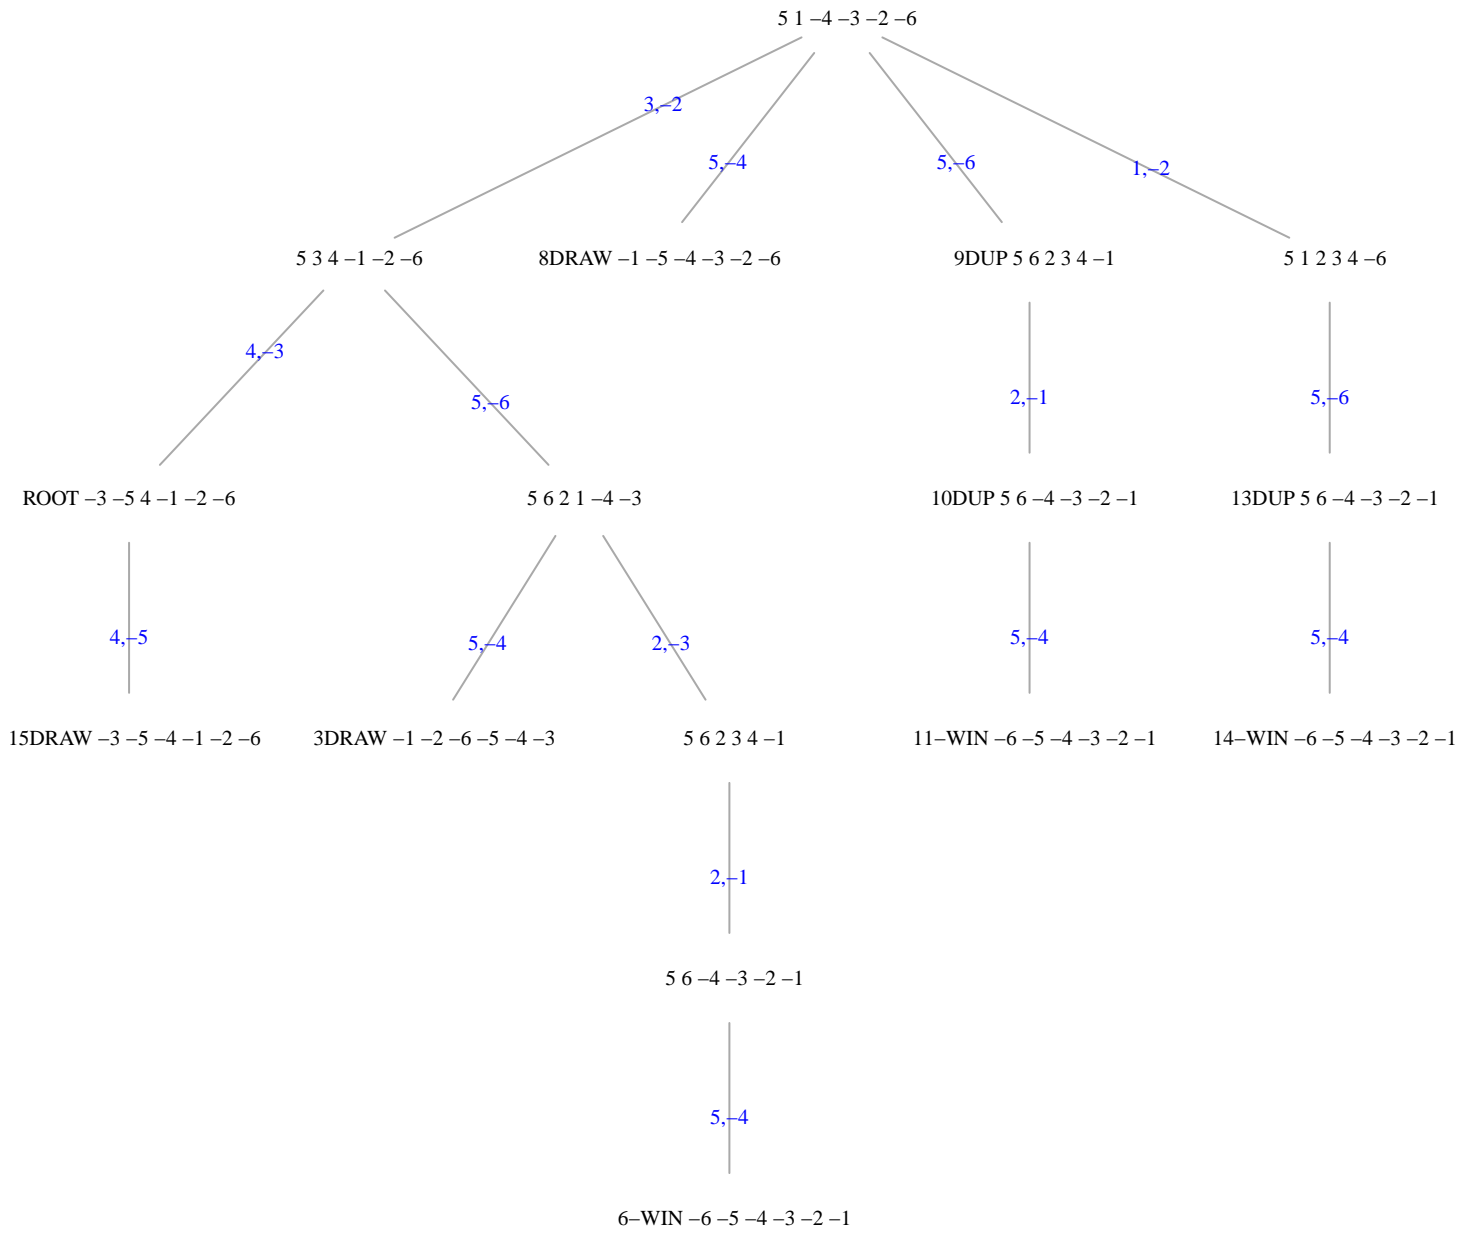 5 1 –4 –3 –2 –6
3,–2
5,–4
5,–6
1,–2
5 3 4 –1 –2 –6
8DRAW –1 –5 –4 –3 –2 –6
9DUP 5 6 2 3 4 –1
5 1 2 3 4 –6
4,–3
5,–6
2,–1
5,–6
ROOT –3 –5 4 –1 –2 –6
5 6 2 1 –4 –3
10DUP 5 6 –4 –3 –2 –1
13DUP 5 6 –4 –3 –2 –1
4,–5
5,–4
2,–3
5,–4
5,–4
15DRAW –3 –5 –4 –1 –2 –6
3DRAW –1 –2 –6 –5 –4 –3
5 6 2 3 4 –1
11–WIN –6 –5 –4 –3 –2 –1
14–WIN –6 –5 –4 –3 –2 –1
2,–1
5 6 –4 –3 –2 –1
5,–4
6–WIN –6 –5 –4 –3 –2 –1